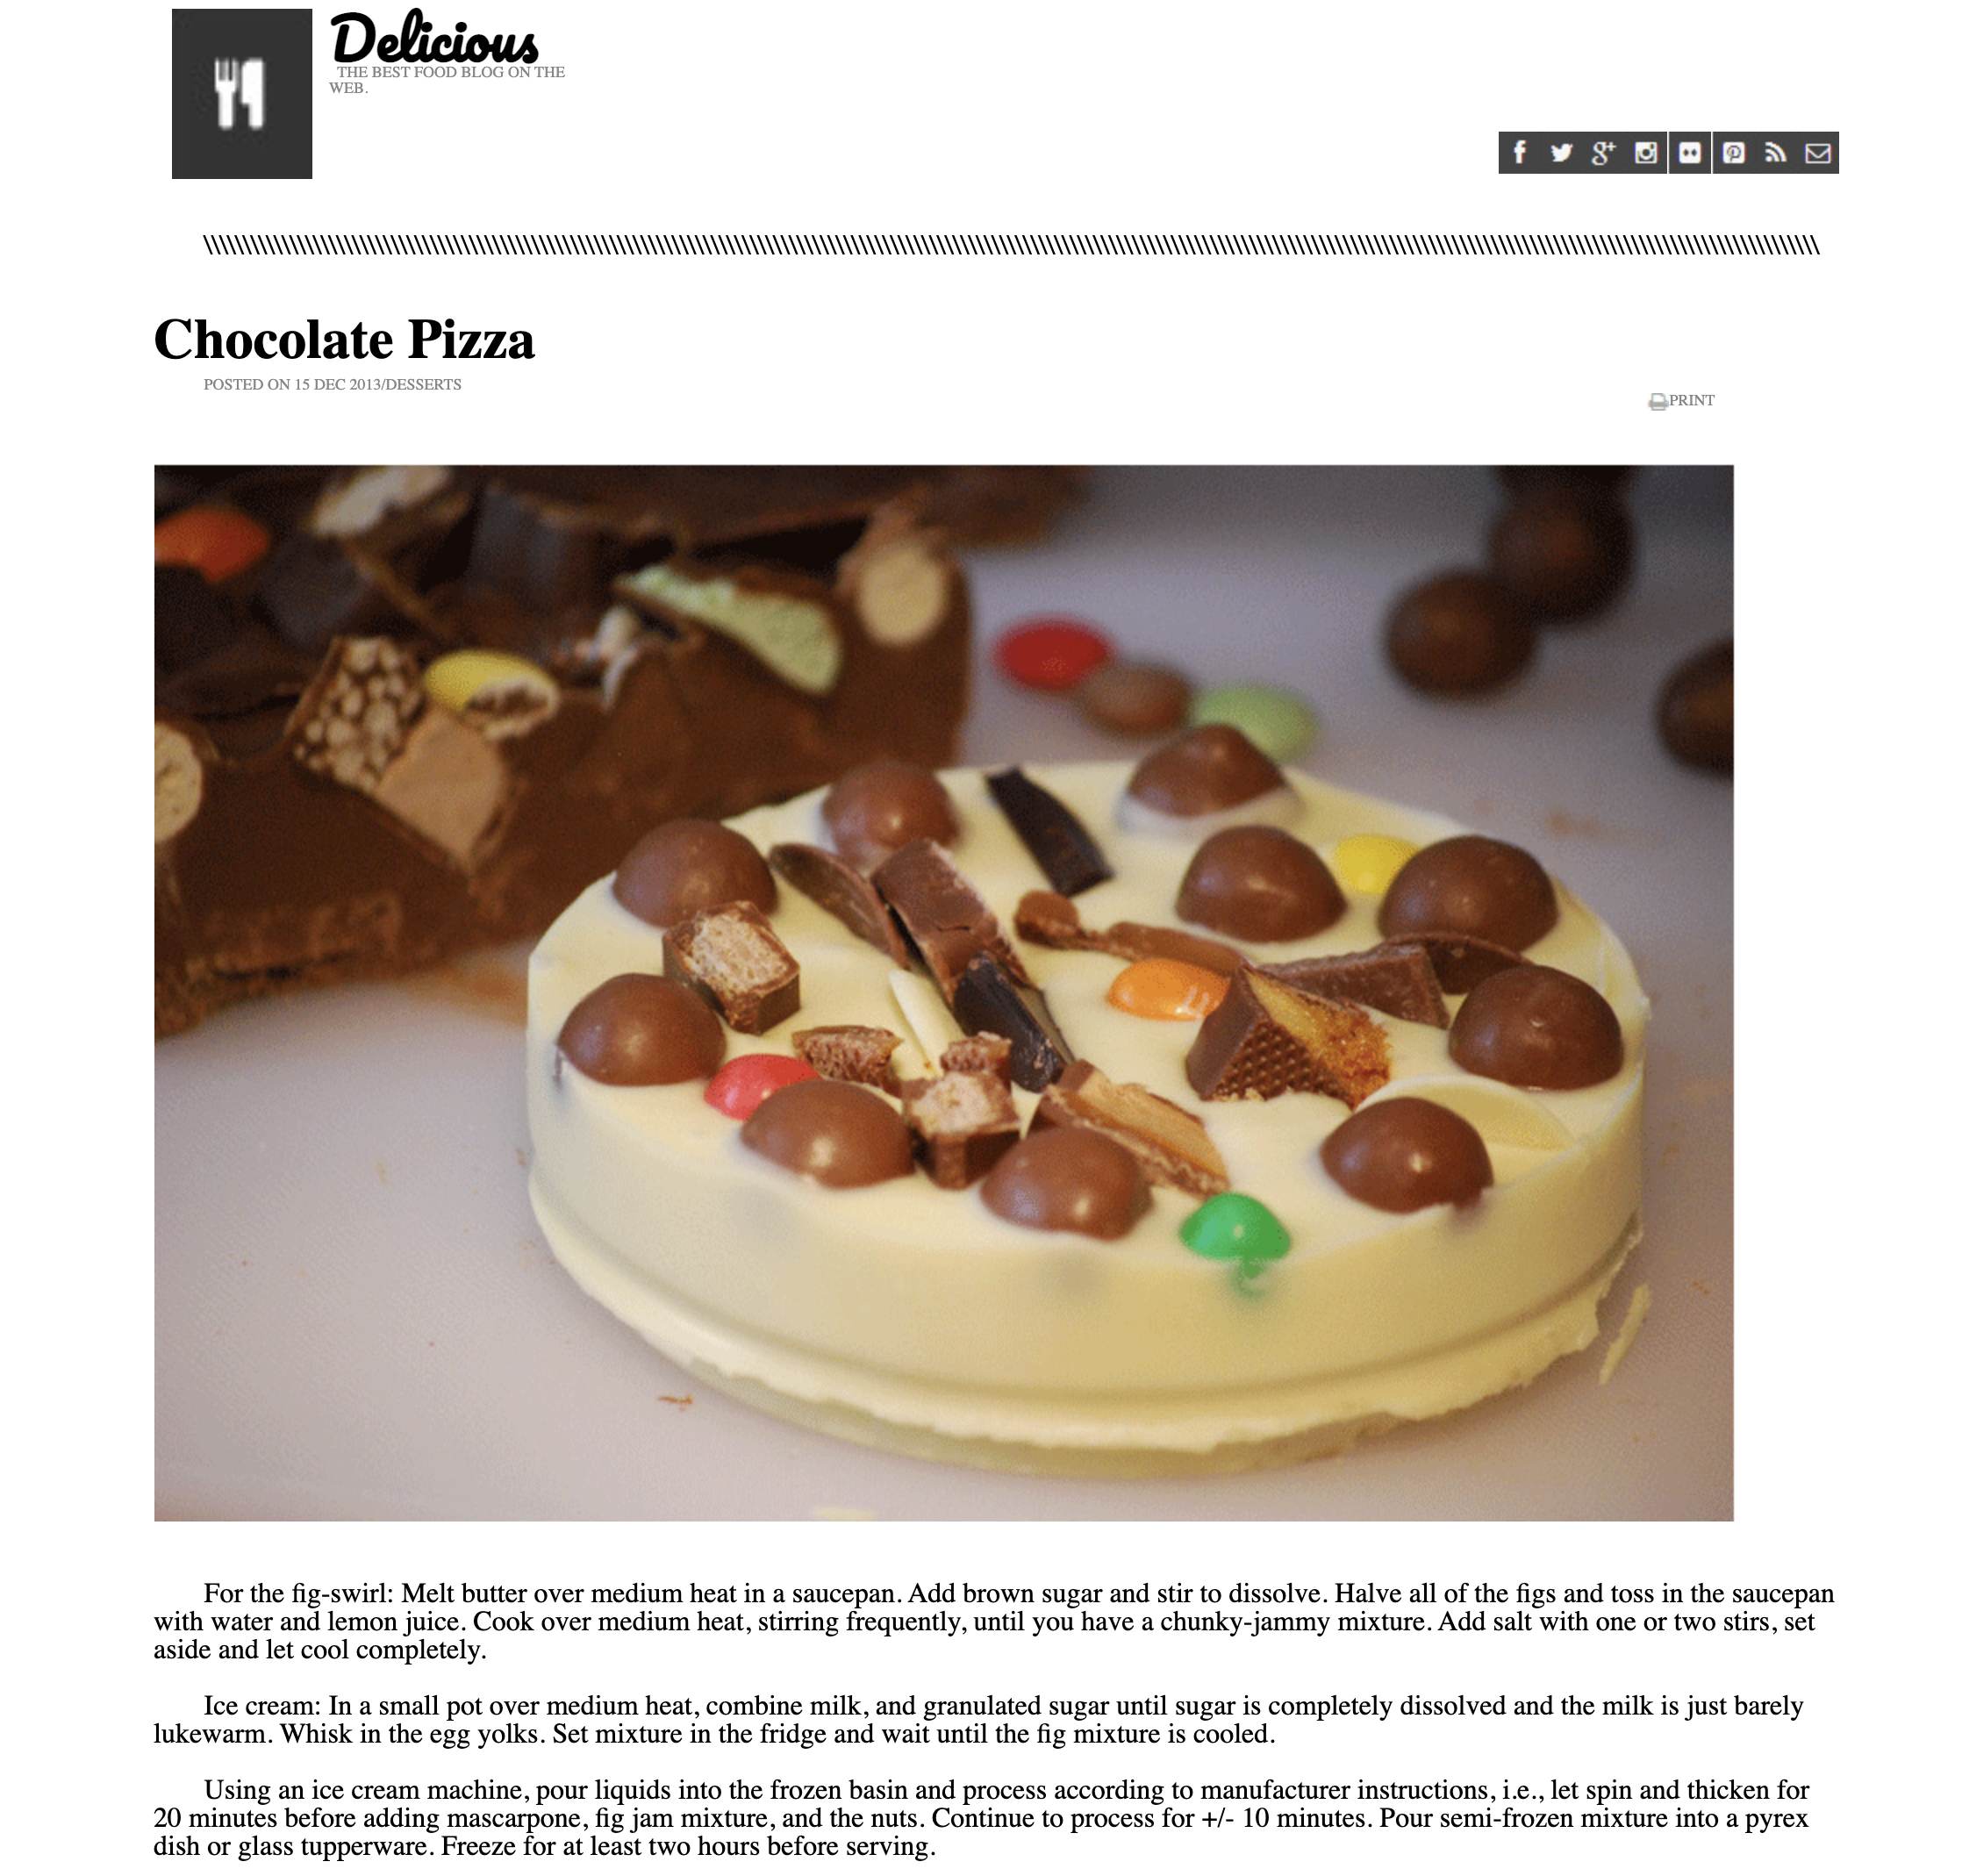 Delicious
THE BEST FOOD BLOG ON THE
WEB.
\\\\\\\\\\\\\\\\\\\\\\\\\\\\\\\\\\\\\\\\\\\\\\\\\\\\\\\\\\\\\\\\\\\\\\\\\\\\\\\\\\\\\\\\\\\\\\\\\\\\\\\\\\\\\\\\\\\\\\\\\\\\\\\\\\\\\\\\\\\\\\\\\\\\\\\\\\\\\\\\\\\\\\\\\\\\\\\\\\\\\\\\\\\\\\\\\\\\\\\\\\\\\\\\
Chocolate Pizza
POSTED ON 15 DEC 2013/DESSERTS
PRINT
For the fig-swirl: Melt butter over medium heat in a saucepan. Add brown sugar and stir to dissolve. Halve all of the figs and toss in the saucepan
with water and lemon juice. Cook over medium heat, stirring frequently, until you have a chunky-jammy mixture. Add salt with one or two stirs, set
aside and let cool completely.
Ice cream: In a small pot over medium heat, combine milk, and granulated sugar until sugar is completely dissolved and the milk is just barely
lukewarm. Whisk in the egg yolks. Set mixture in the fridge and wait until the fig mixture is cooled.
Using an ice cream machine, pour liquids into the frozen basin and process according to manufacturer instructions, i.e., let spin and thicken for
20 minutes before adding mascarpone, fig jam mixture, and the nuts. Continue to process for +/- 10 minutes. Pour semi-frozen mixture into a pyrex
dish or glass tupperware. Freeze for at least two hours before serving.